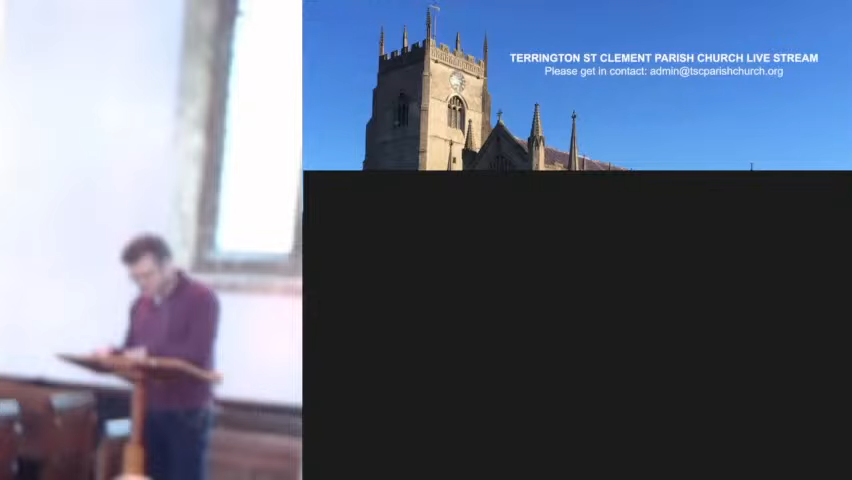 TERRINGTON ST CLEMENT PARISH CHURCH LIVE STREAM
Please get in contact: admin@tscparishchurch.org